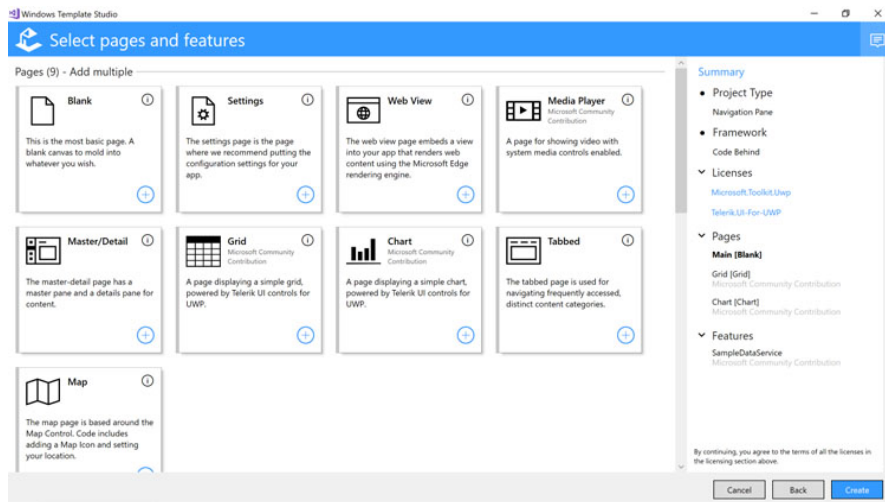 Windows Template Studio
Select pages and features
Pages (9) - Add multiple
Blank
This is the most basic page. A
blank canvas to mold into
whatever you wish.
Settings
The settings page is the page
where we recommend putting the
configuration settings for your
app.
Web View
The web view page embeds a view
into your app that renders web
content using the Microsoft Edge
rendering engine.
Media Player
Microsoft Community
Contribution
A page for showing video with
system media controls enabled.
Master/Detail
The master-detail page has a
master pane and a details pane for
content.
Grid
Microsoft Community
Contribution
A page displaying a simple grid,
powered by Telerik UI controls for
UWP.
Chart
Microsoft Community
Contribution
A page displaying a simple chart,
powered by Telerik UI controls for
UWP.
Tabbed
The tabbed page is used for
navigating frequently accessed,
distinct content categories.
Map
The map page is based around the
Map Control. Code includes
adding a Map Icon and setting
your location.
Summary
• Project Type
Navigation Pane
• Framework
Code Behind
Licenses
Microsoft.Toolkit.Uwp
Telerik.UI-For-UWP
Pages
Main [Blank]
Grid [Grid]
Microsoft Community Contribution
Chart [Chart]
Microsoft Community Contribution
Features
SampleDataService
Microsoft Community Contribution
By continuing, you agree to the terms of all the licenses in
the licensing section above.
Cancel
Back
Create